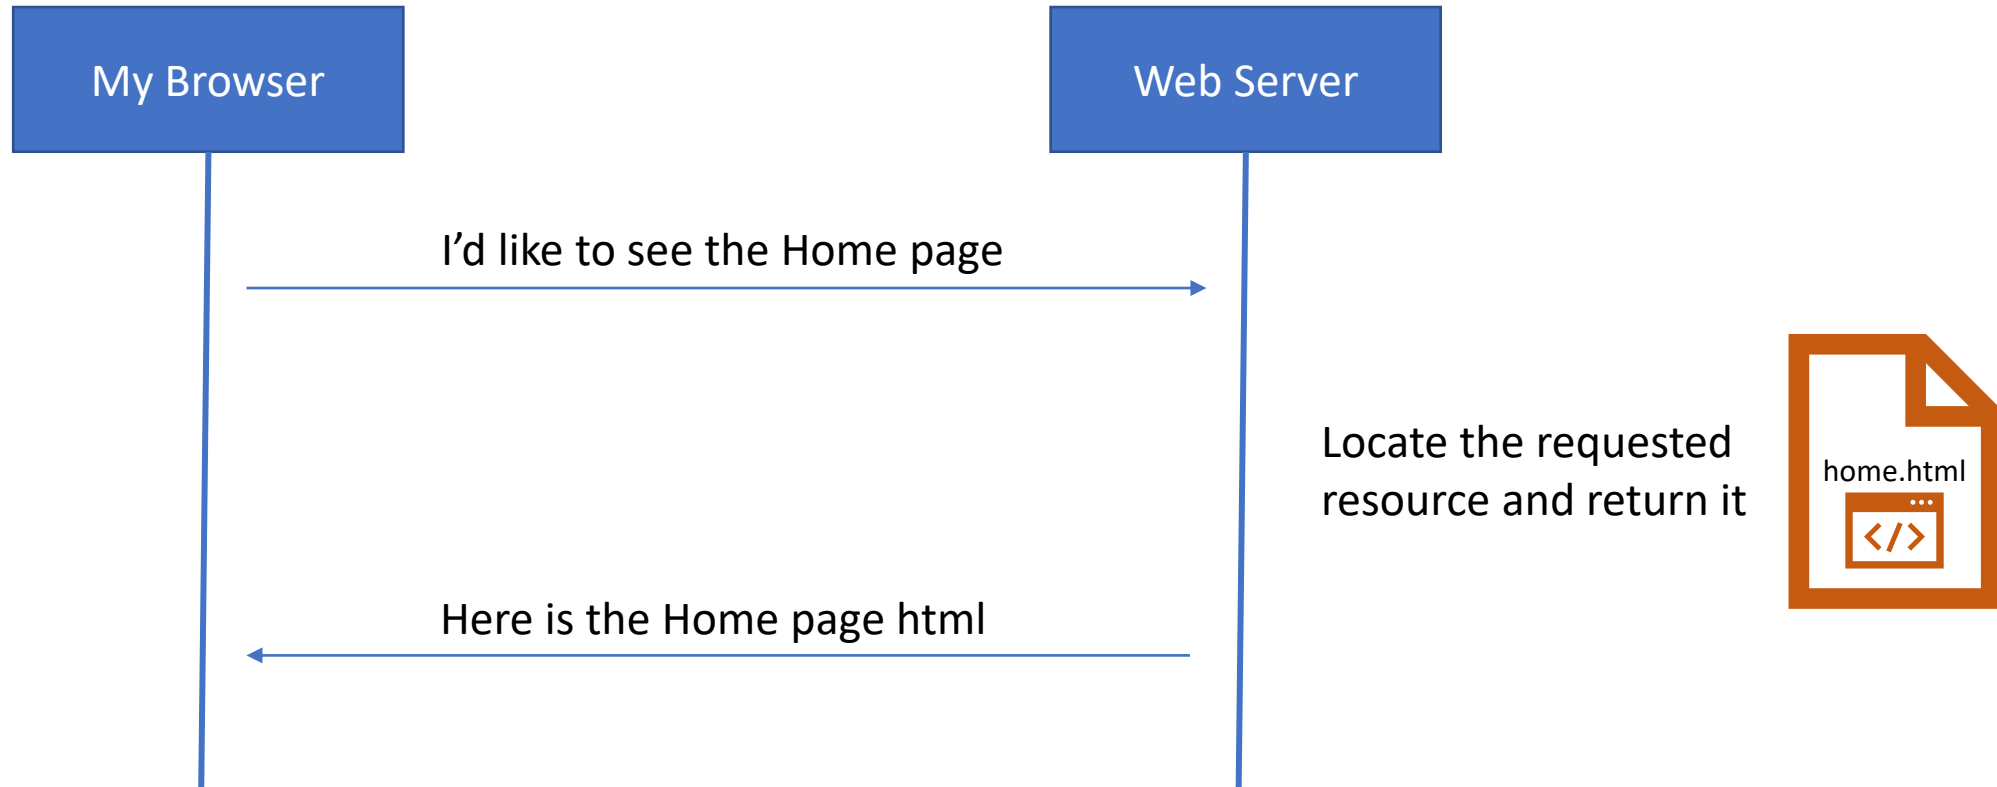 My Browser
Web Server
I’d like to see the Home page
Locate the requested
resource and return it
home.html
</>
Here is the Home page html